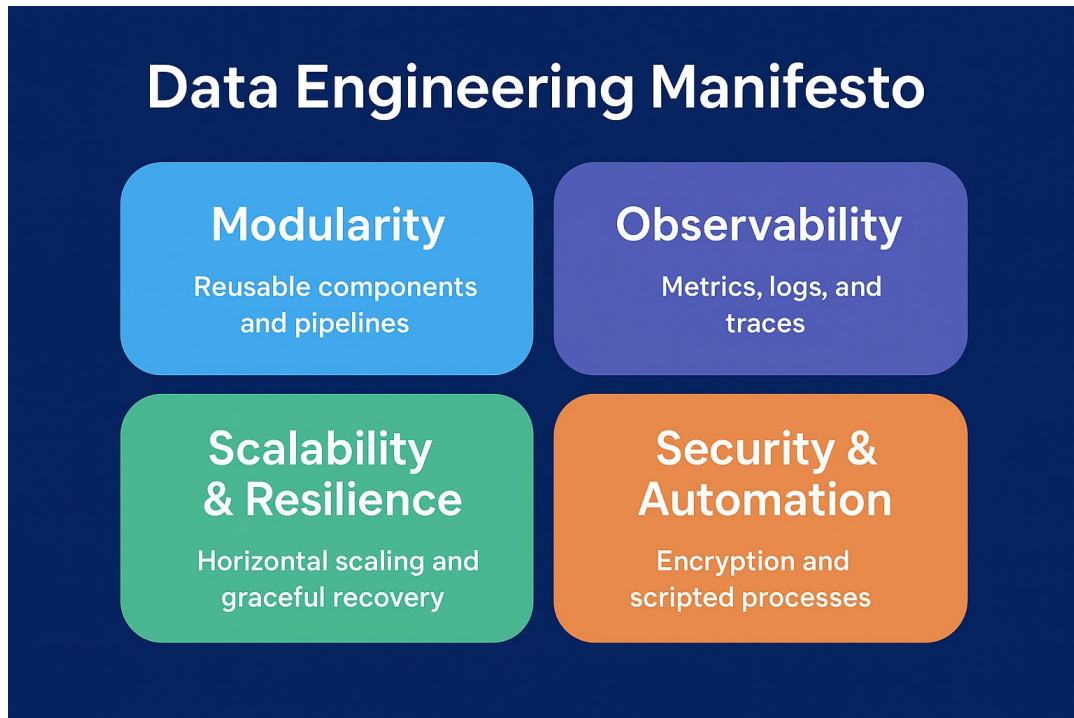 Data Engineering Manifesto
Modularity
Reusable components
and pipelines
Observability
Metrics, logs, and
traces
Scalability
& Resilience
Horizontal scaling and
graceful recovery
Security &
Automation
Encryption and
scripted processes